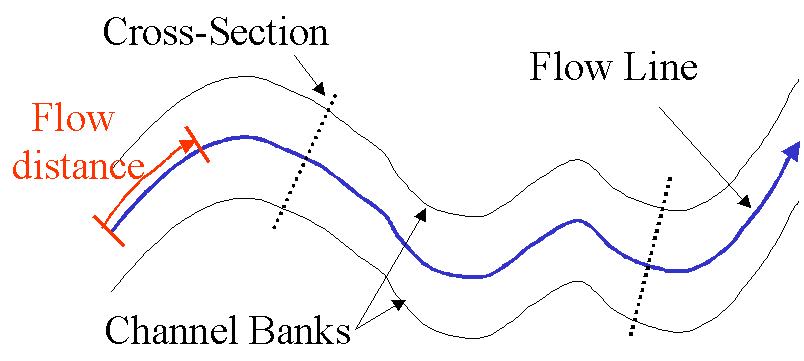 Cross-Section
Flow Line
Flow
distance
Channel Banks